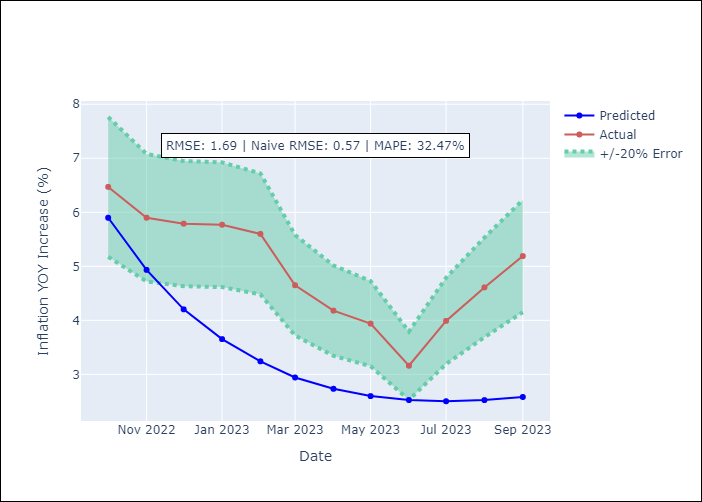 RMSE: 1.69 | Naive RMSE: 0.57 | MAPE: 32.47%
Predicted
Actual
+/-20% Error
Inflation YOY Increase (%)
8
7
6
5
4
3
Nov 2022
Jan 2023
Mar 2023
May 2023
Jul 2023
Sep 2023
Date